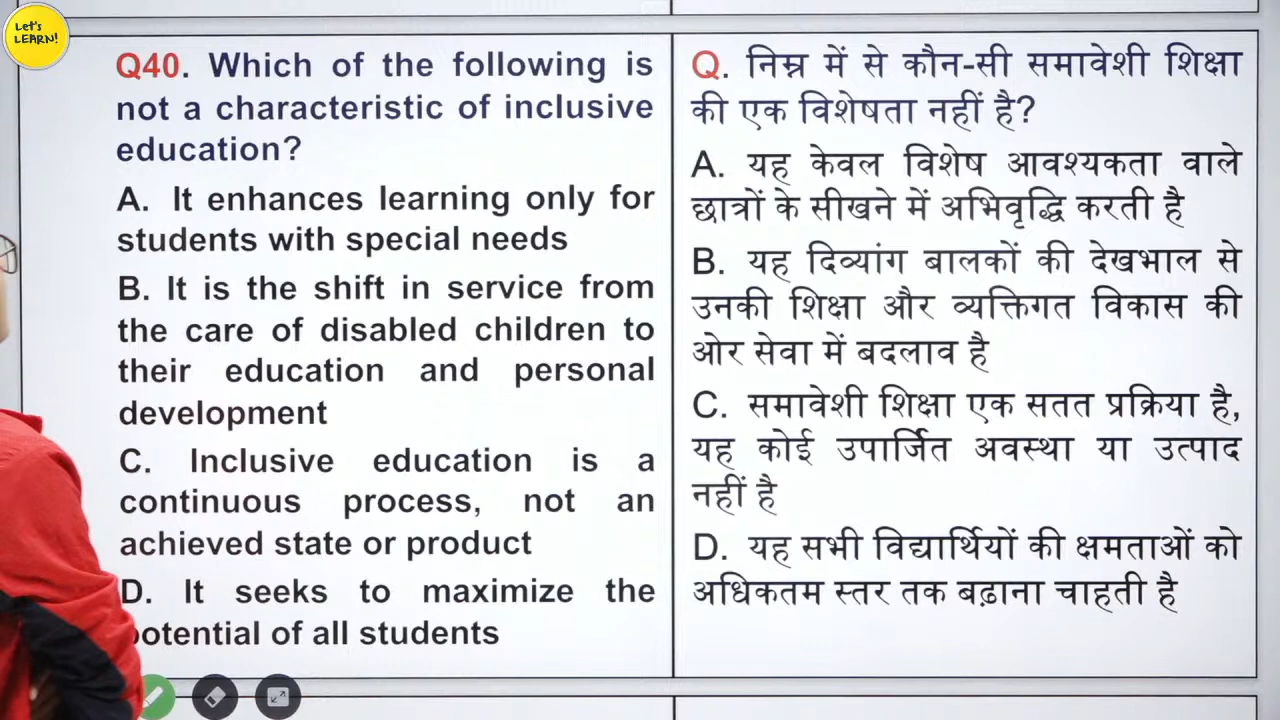 Let's
LEARN!
Q40. Which of the following is
not a characteristic of inclusive
education?
A. It enhances learning only for
students with special needs
B. It is the shift in service from
the care of disabled children to
their education and personal
development
C. Inclusive education is a
continuous process, not an
achieved state or product
D. It seeks to maximize the
potential of all students
Q. निम्न में से कौन-सी समावेशी शिक्षा
की एक विशेषता नहीं है?
A. यह केवल विशेष आवश्यकता वाले
छात्रों के सीखने में अभिवृद्धि करती है
B. यह दिव्यांग बालकों की देखभाल से
उनकी शिक्षा और व्यक्तिगत विकास की
ओर सेवा में बदलाव है
C. समावेशी शिक्षा एक सतत प्रक्रिया है,
यह कोई उपार्जित अवस्था या उत्पाद
नहीं है
D. यह सभी विद्यार्थियों की क्षमताओं को
अधिकतम स्तर तक बढ़ाना चाहती है